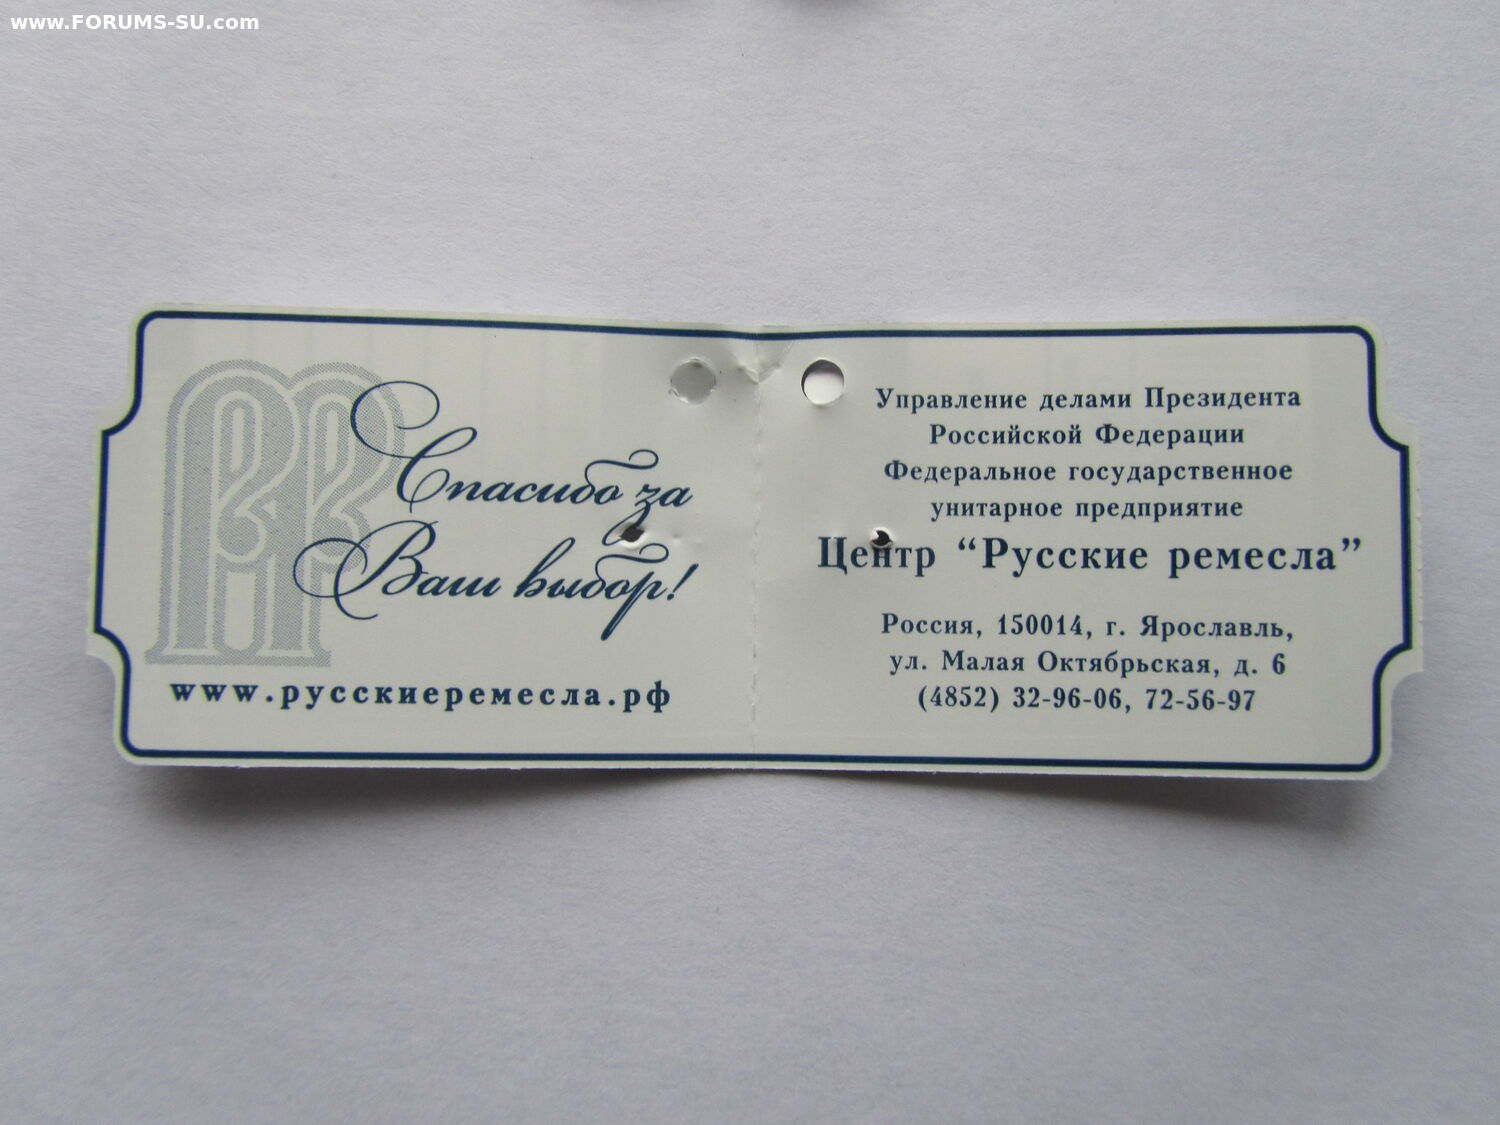 www.FORUMS-SU.com
Спасибо за
Ваш выбор!
www.русскиеремесла.рф
Управление делами Президента
Российской Федерации
Федеральное государственное
унитарное предприятие
Центр “Русские ремесла”
Россия, 150014, г. Ярославль,
ул. Малая Октябрьская, д. 6
(4852) 32-96-06, 72-56-97